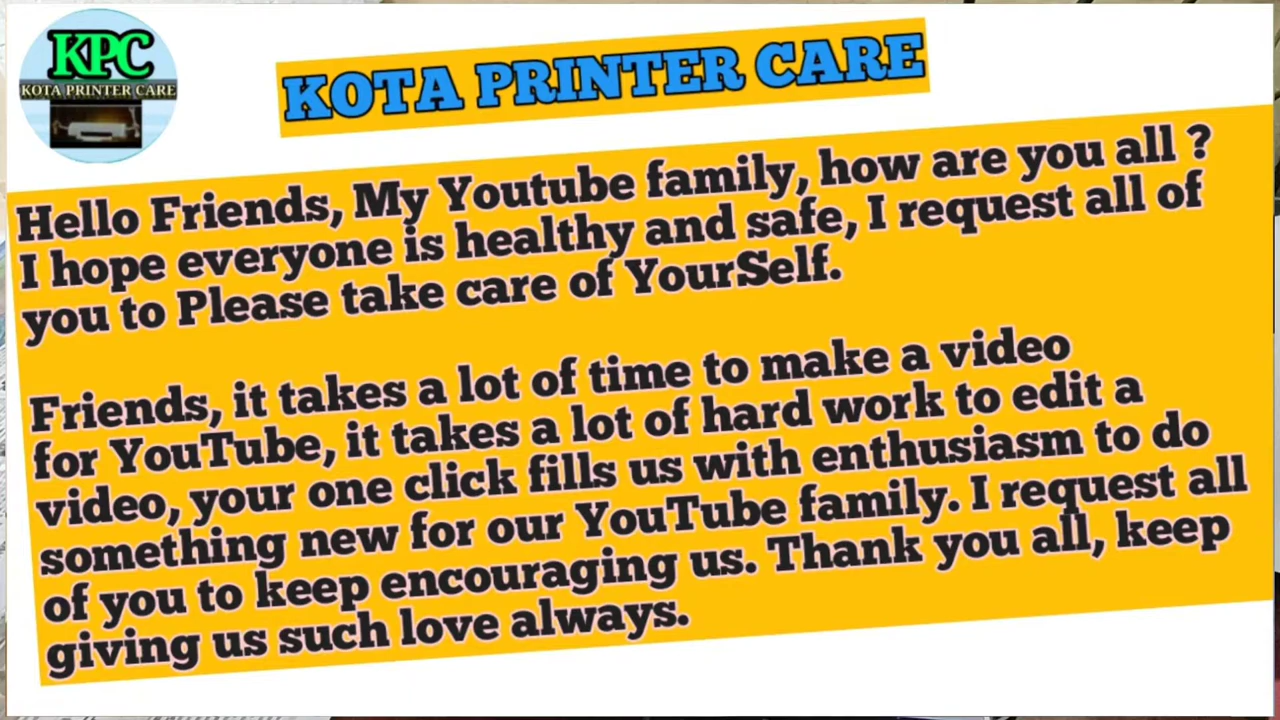 KPC
KOTA PRINTER CARE
KOTA PRINTER CARE
Hello Friends, My Youtube family, how are you all ?
I hope everyone is healthy and safe, I request all of
you to Please take care of YourSelf.
Friends, it takes a lot of time to make a video
for YouTube, it takes a lot of hard work to edit a
video, your one click fills us with enthusiasm to do
something new for our YouTube family. I request all
of you to keep encouraging us. Thank you all, keep
giving us such love always.